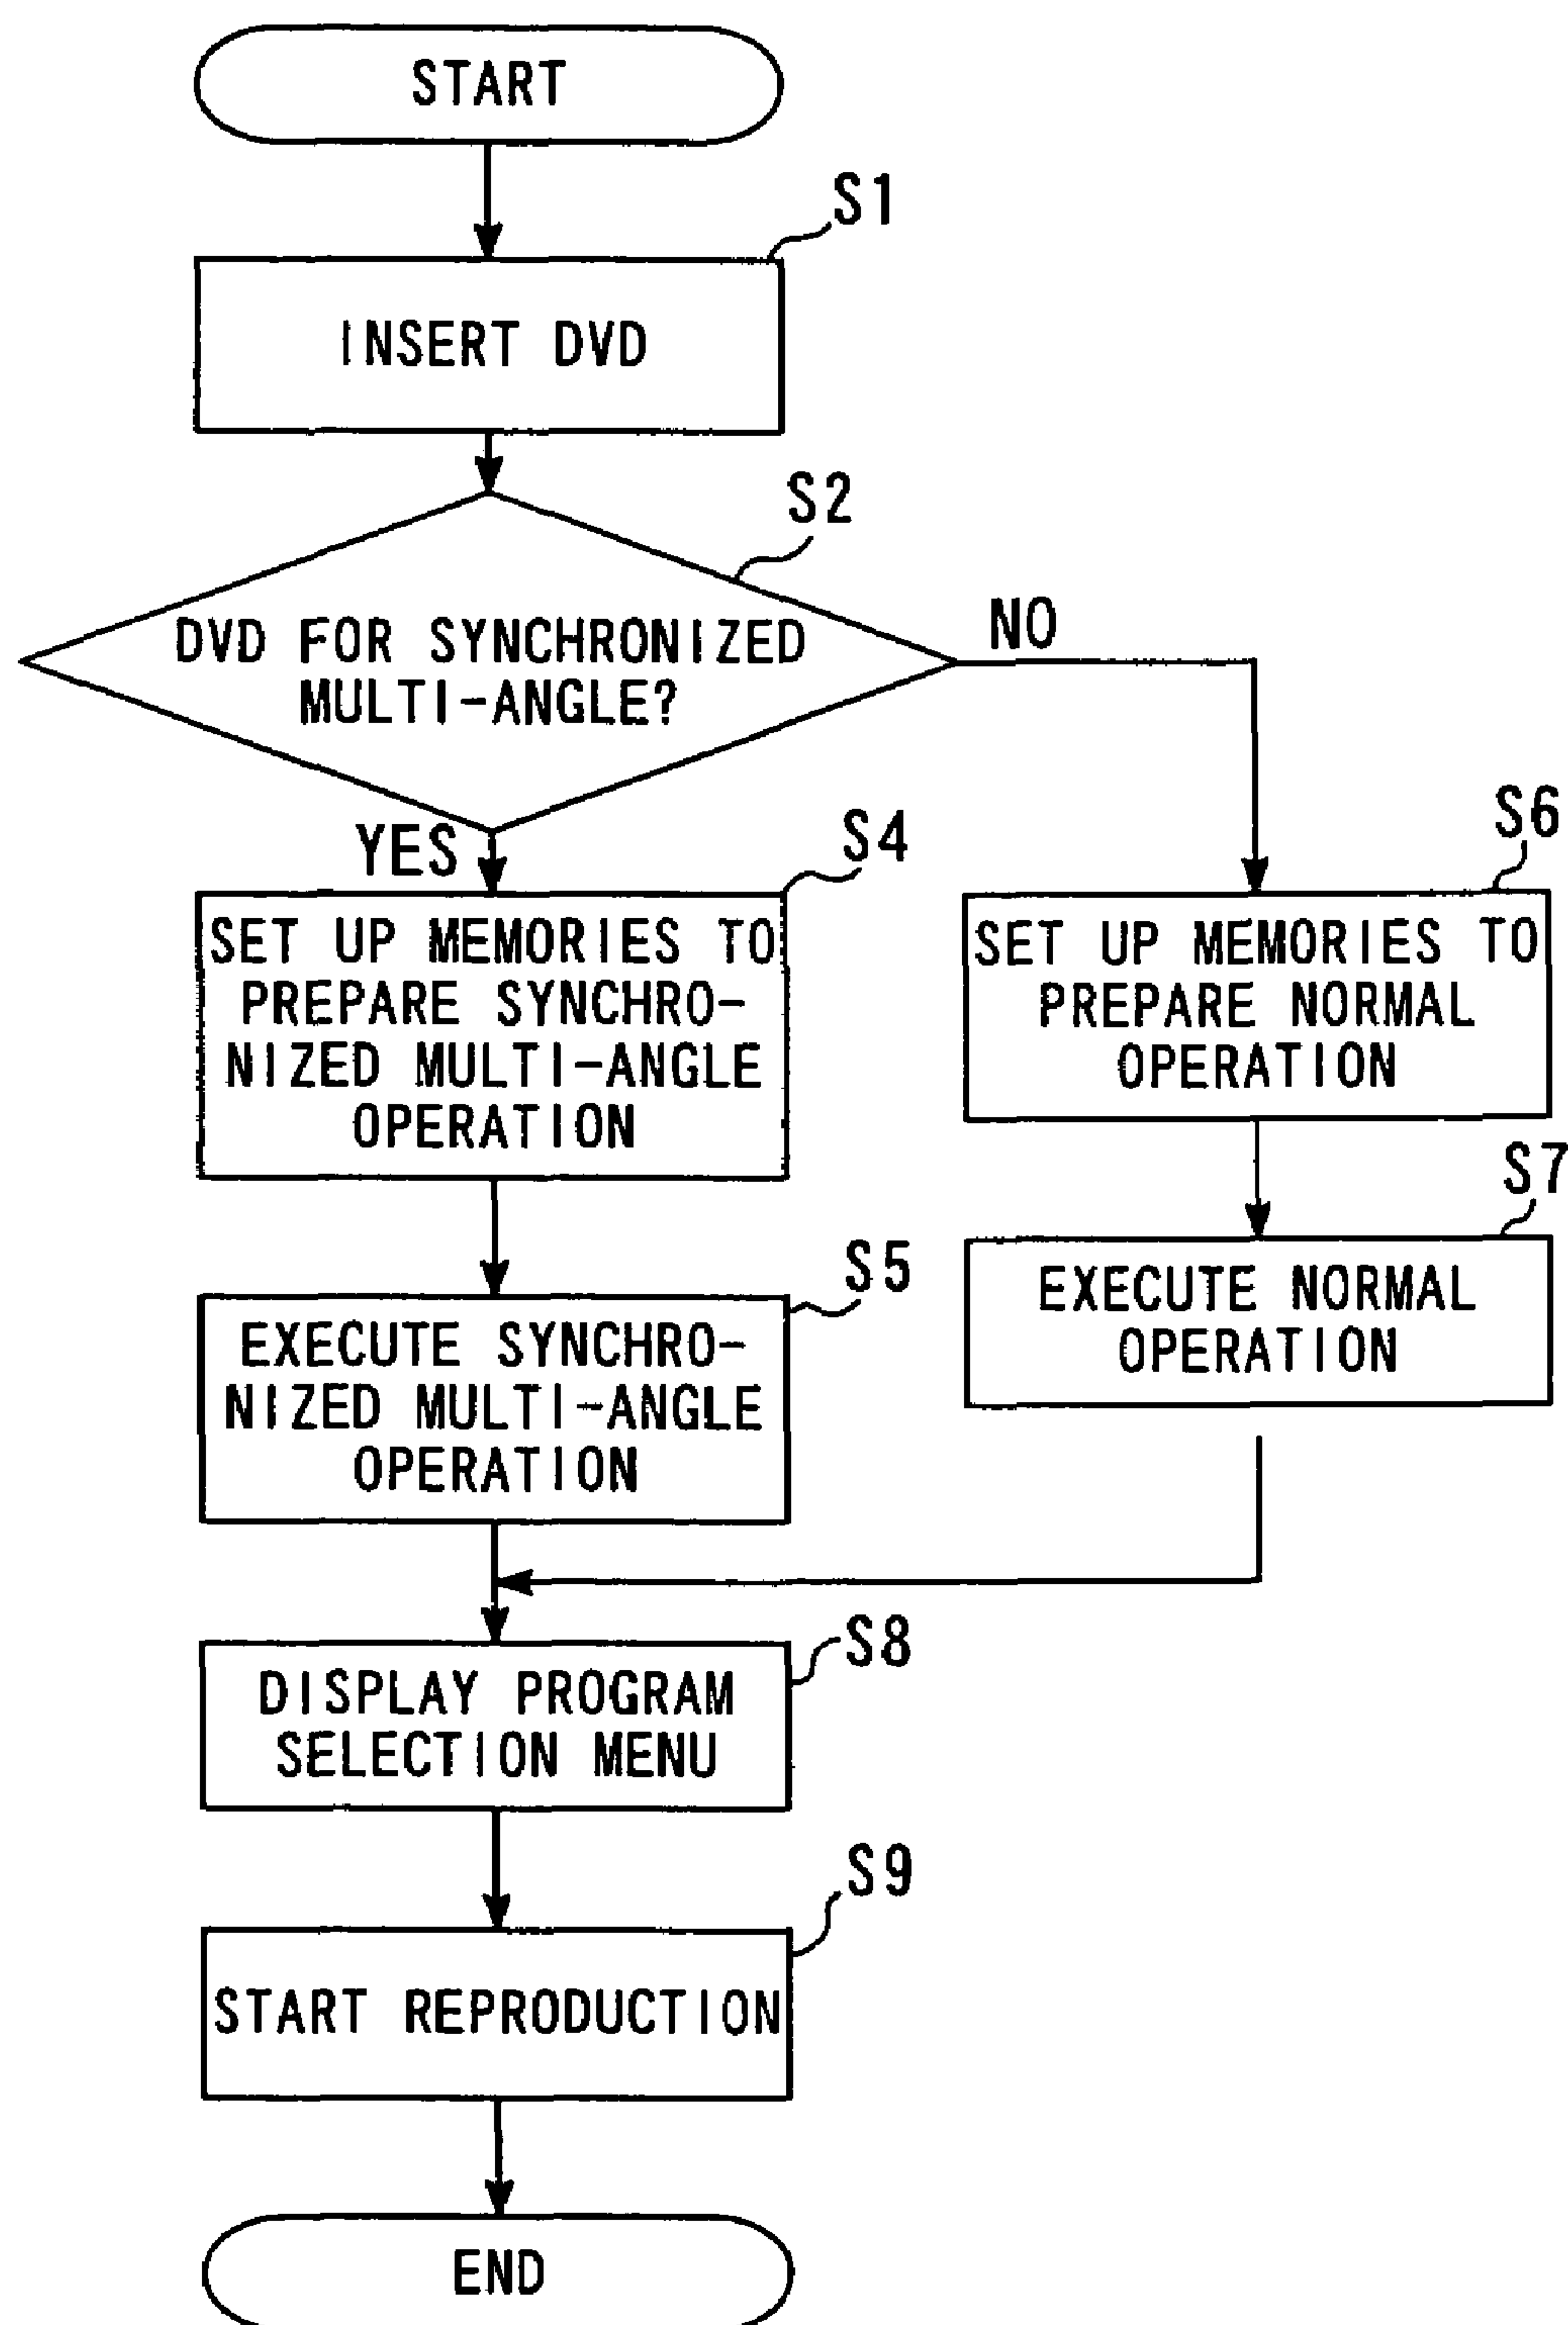 START
S1
INSERT DVD
S2
DVD FOR SYNCHRONIZED
MULTI-ANGLE?
NO
YES
S4
SET UP MEMORIES TO
PREPARE SYNCHRO-
NIZED MULTI-ANGLE
OPERATION
S6
SET UP MEMORIES TO
PREPARE NORMAL
OPERATION
S5
EXECUTE SYNCHRO-
NIZED MULTI-ANGLE
OPERATION
S7
EXECUTE NORMAL
OPERATION
S8
DISPLAY PROGRAM
SELECTION MENU
S9
START REPRODUCTION
END